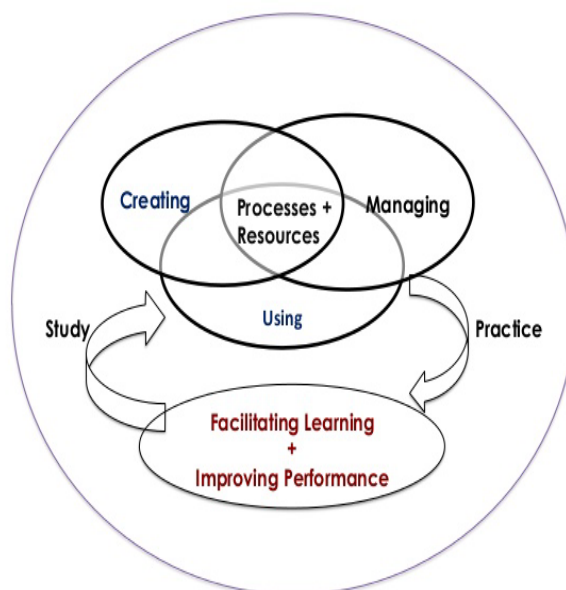 Creating
Processes +
Resources
Managing
Using
Study
Practice
Facilitating Learning
+
Improving Performance